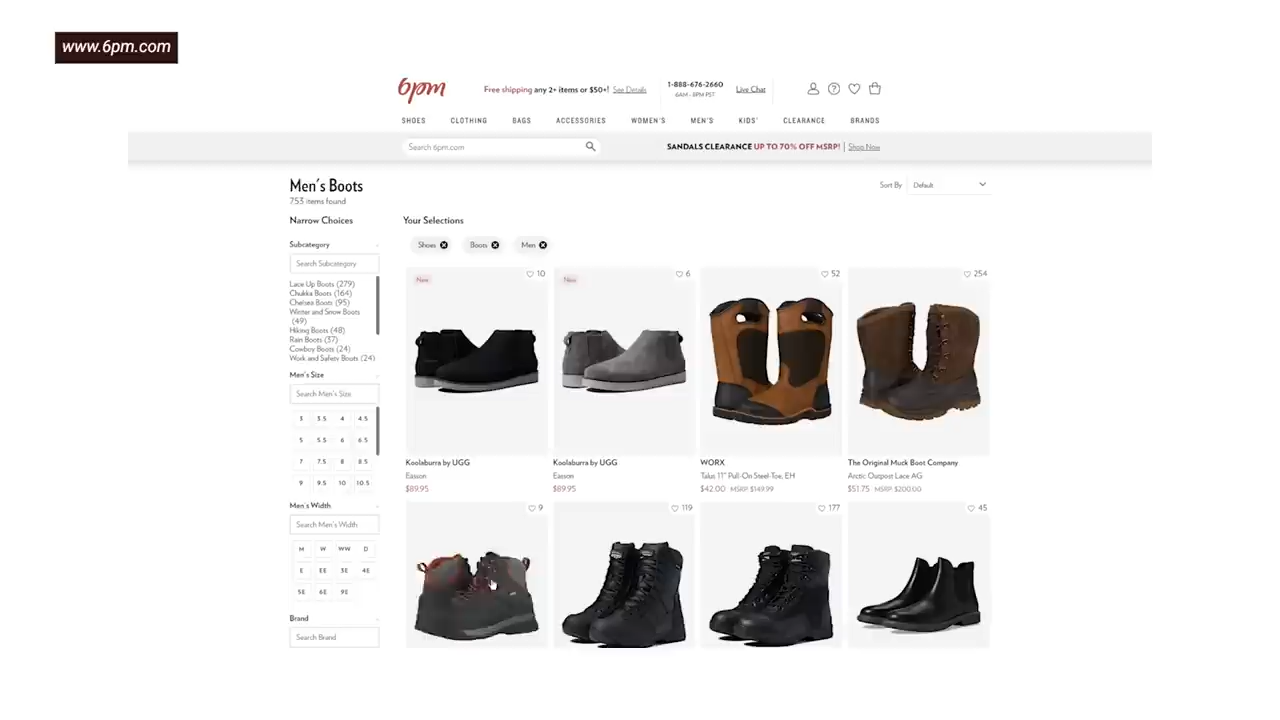 www.6pm.com
6pm
Free shipping any 2+ items or $50+! See Details
1-888-676-2660
6AM - 8PM PST
Live Chat
SHOES CLOTHING BAGS ACCESSORIES WOMEN'S MEN'S KIDS' CLEARANCE BRANDS
Search 6pm.com
SANDALS CLEARANCE UP TO 70% OFF MSRP! | Shop Now
Men's Boots
753 items found
Sort By Default
Narrow Choices
Your Selections
Subcategory
Search Subcategory
Lace Up Boots (279)
Chukka Boots (164)
Chelsea Boots (95)
Winter and Snow Boots
(49)
Hiking Boots (48)
Rain Boots (37)
Cowboy Boots (24)
Work and Safety Boots (24)
Men's Size
Search Men's Size
3 3.5 4 4.5
5 5.5 6 6.5
7 7.5 8 8.5
9 9.5 10 10.5
Men's Width
Search Men's Width
M W WW D
E EE 3E 4E
5E 6E 9E
Brand
Search Brand
Shoes Boots Men
New 10
New 6
52
254
Koolaburra by UGG
Easson
$89.95
Koolaburra by UGG
Easson
$89.95
WORX
Talus 11" Pull-On Steel-Toe, EH
$42.00 MSRP $149.99
The Original Muck Boot Company
Arctic Outpost Lace AG
$51.75 MSRP $200.00
9
119
177
45